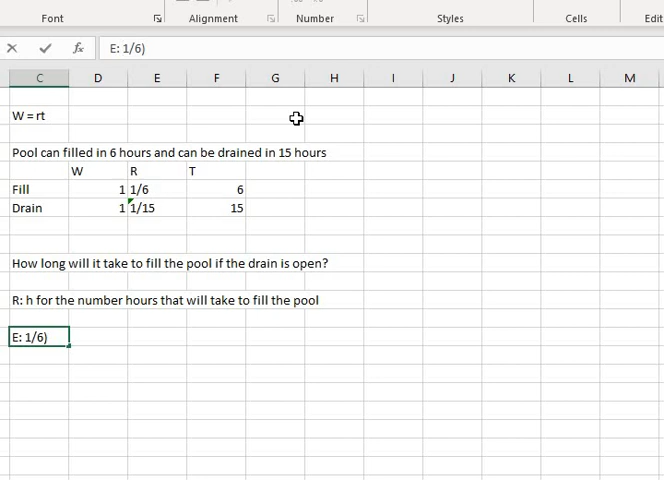 Font Alignment Number Styles Cells Edit
fx E: 1/6)
C D E F G H I J K L M
W = rt
Pool can filled in 6 hours and can be drained in 15 hours
W R T
Fill 1 1/6 6
Drain 1 1/15 15
How long will it take to fill the pool if the drain is open?
R: h for the number hours that will take to fill the pool
E: 1/6)